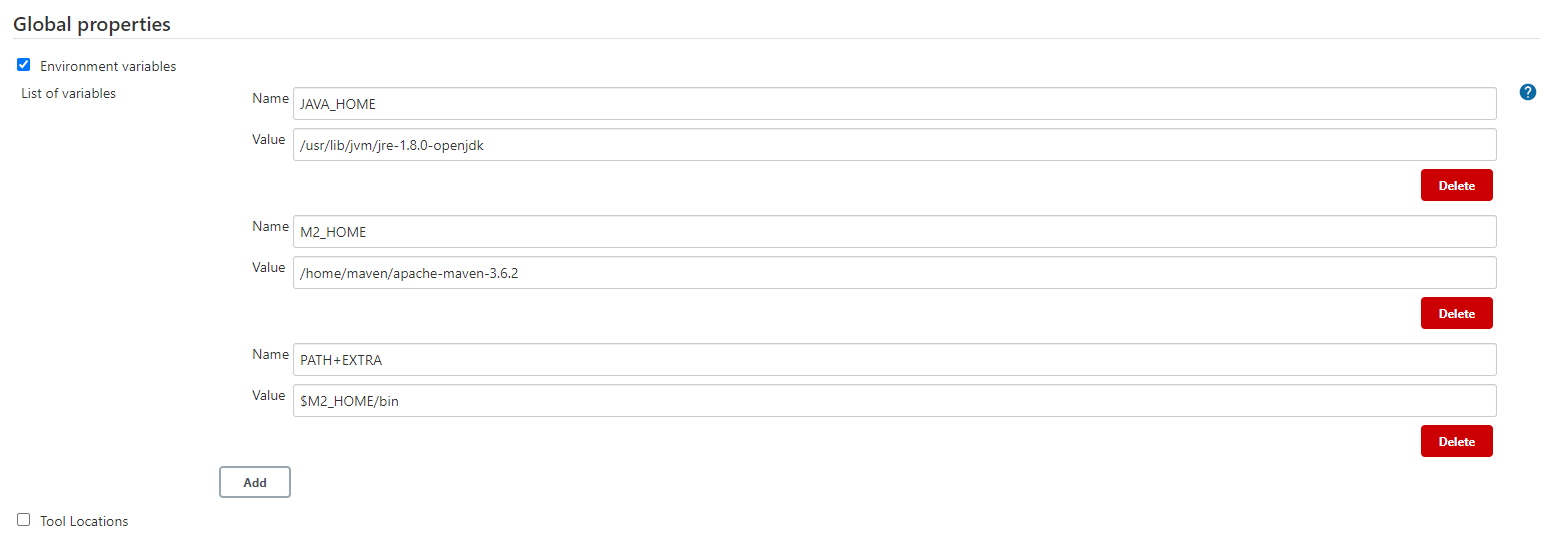 Global properties
Environment variables
List of variables
Name JAVA_HOME
?
Value /usr/lib/jvm/jre-1.8.0-openjdk
Delete
Name M2_HOME
Value /home/maven/apache-maven-3.6.2
Delete
Name PATH+EXTRA
Value $M2_HOME/bin
Delete
Add
Tool Locations